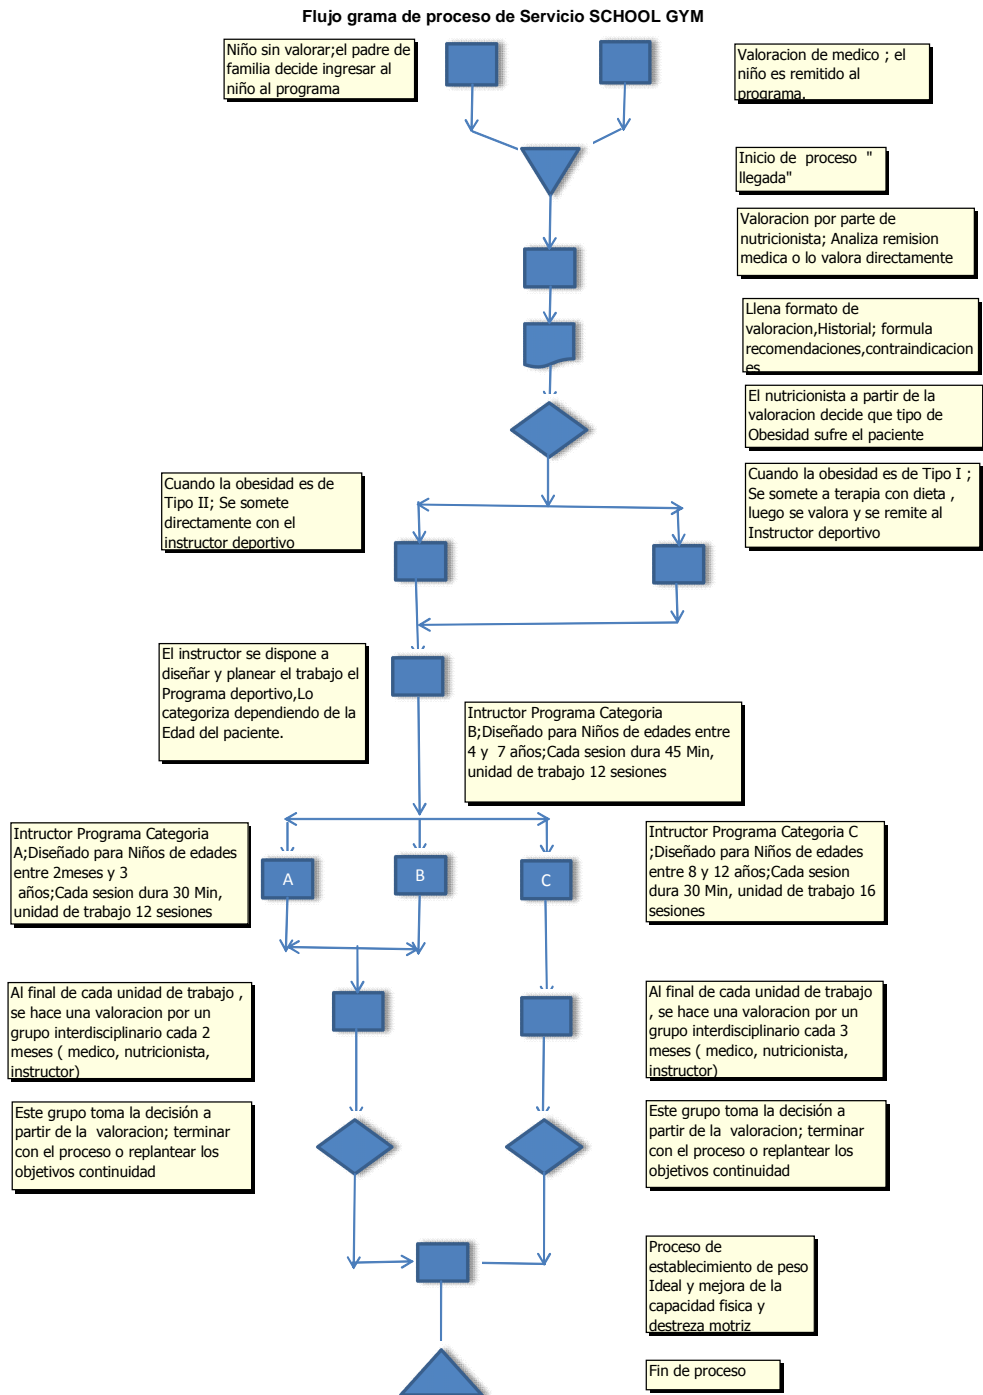 Flujo grama de proceso de Servicio SCHOOL GYM
Niño sin valorar;el padre de
familia decide ingresar al
niño al programa
Valoracion de medico ; el
niño es remitido al
programa.
Inicio de proceso "
llegada"
Valoracion por parte de
nutricionista; Analiza remision
medica o lo valora directamente
Llena formato de
valoracion,Historial; formula
recomendaciones,contraindicacion
es
El nutricionista a partir de la
valoracion decide que tipo de
Obesidad sufre el paciente
Cuando la obesidad es de
Tipo II; Se somete
directamente con el
instructor deportivo
Cuando la obesidad es de Tipo I ;
Se somete a terapia con dieta ,
luego se valora y se remite al
Instructor deportivo
El instructor se dispone a
diseñar y planear el trabajo el
Programa deportivo,Lo
categoriza dependiendo de la
Edad del paciente.
Intructor Programa Categoria
B;Diseñado para Niños de edades entre
4 y 7 años;Cada sesion dura 45 Min,
unidad de trabajo 12 sesiones
Intructor Programa Categoria
A;Diseñado para Niños de edades
entre 2meses y 3
años;Cada sesion dura 30 Min,
unidad de trabajo 12 sesiones
A
B
C
Intructor Programa Categoria C
;Diseñado para Niños de edades
entre 8 y 12 años;Cada sesion
dura 30 Min, unidad de trabajo 16
sesiones
Al final de cada unidad de trabajo ,
se hace una valoracion por un
grupo interdisciplinario cada 2
meses ( medico, nutricionista,
instructor)
Al final de cada unidad de trabajo
, se hace una valoracion por un
grupo interdisciplinario cada 3
meses ( medico, nutricionista,
instructor)
Este grupo toma la decisión a
partir de la valoracion; terminar
con el proceso o replantear los
objetivos continuidad
Este grupo toma la decisión a
partir de la valoracion; terminar
con el proceso o replantear los
objetivos continuidad
Proceso de
establecimiento de peso
Ideal y mejora de la
capacidad fisica y
destreza motriz
Fin de proceso